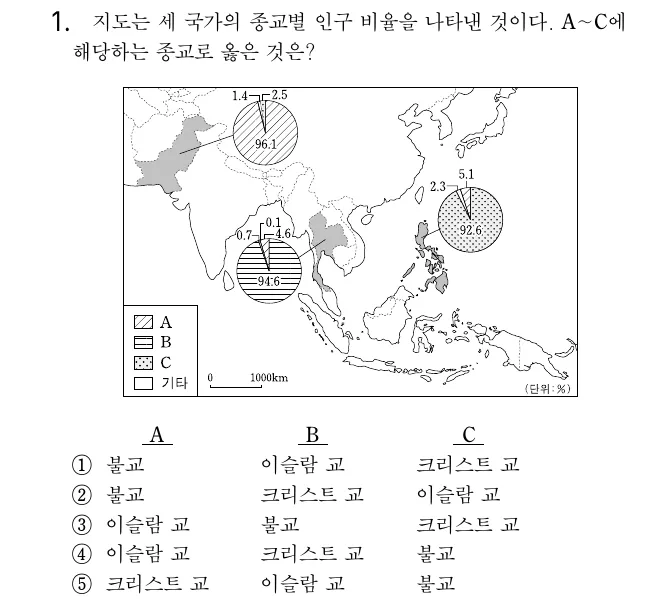 1. 지도는 세 국가의 종교별 인구 비율을 나타낸 것이다. A~C에
해당하는 종교로 옳은 것은?
1.4 2.5
96.1
5.1
2.3
92.6
0.1
0.7 4.6
94.6
A
B
C
기타
0 1000km
(단위:%)
A B C
① 불교 이슬람 교 크리스트 교
② 불교 크리스트 교 이슬람 교
③ 이슬람 교 불교 크리스트 교
④ 이슬람 교 크리스트 교 불교
⑤ 크리스트 교 이슬람 교 불교